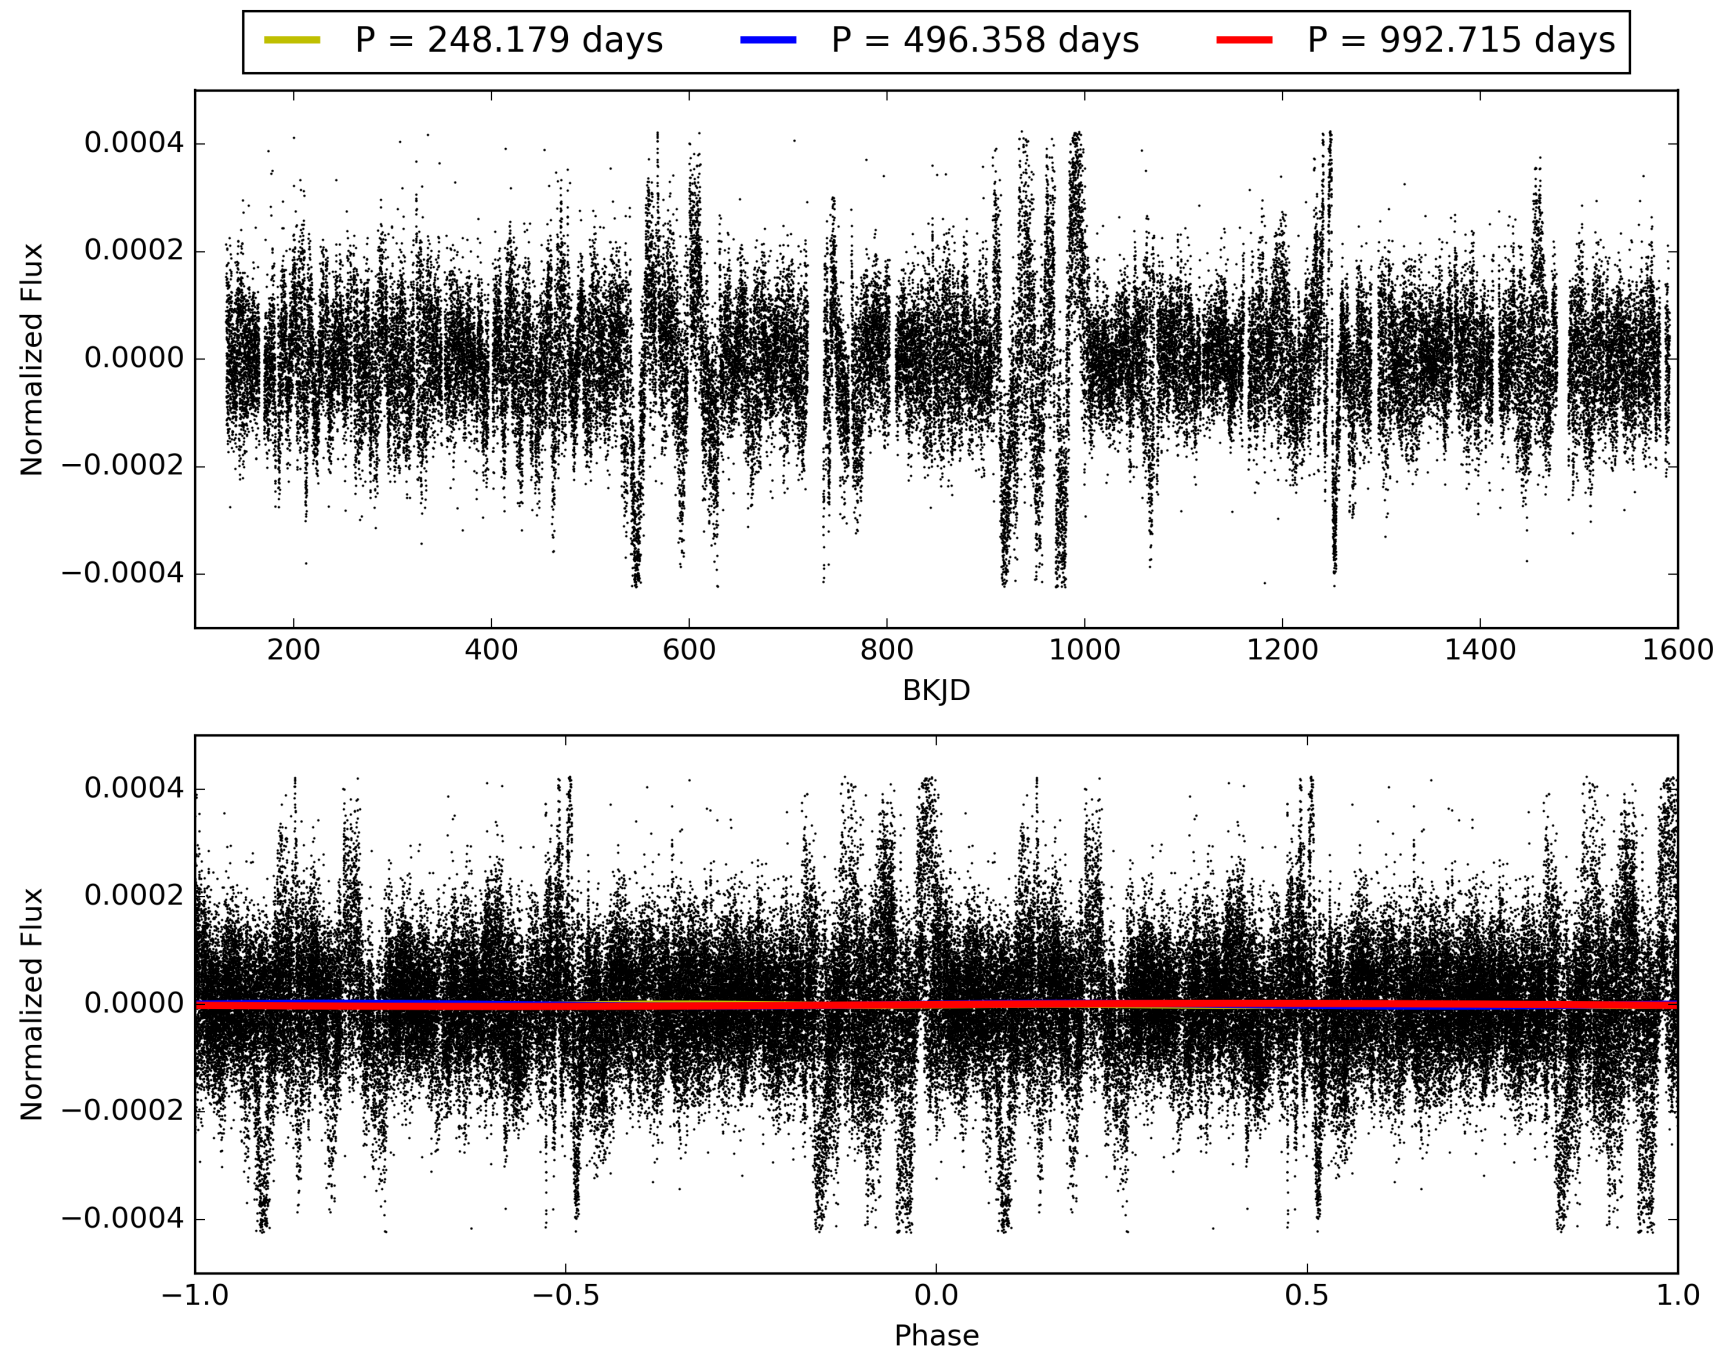 P = 248.179 days P = 496.358 days P = 992.715 days
0.0004
0.0002
0.0000
−0.0002
−0.0004
Normalized Flux
200 400 600 800 1000 1200 1400 1600
BKJD
0.0004
0.0002
0.0000
−0.0002
−0.0004
Normalized Flux
−1.0 −0.5 0.0 0.5 1.0
Phase